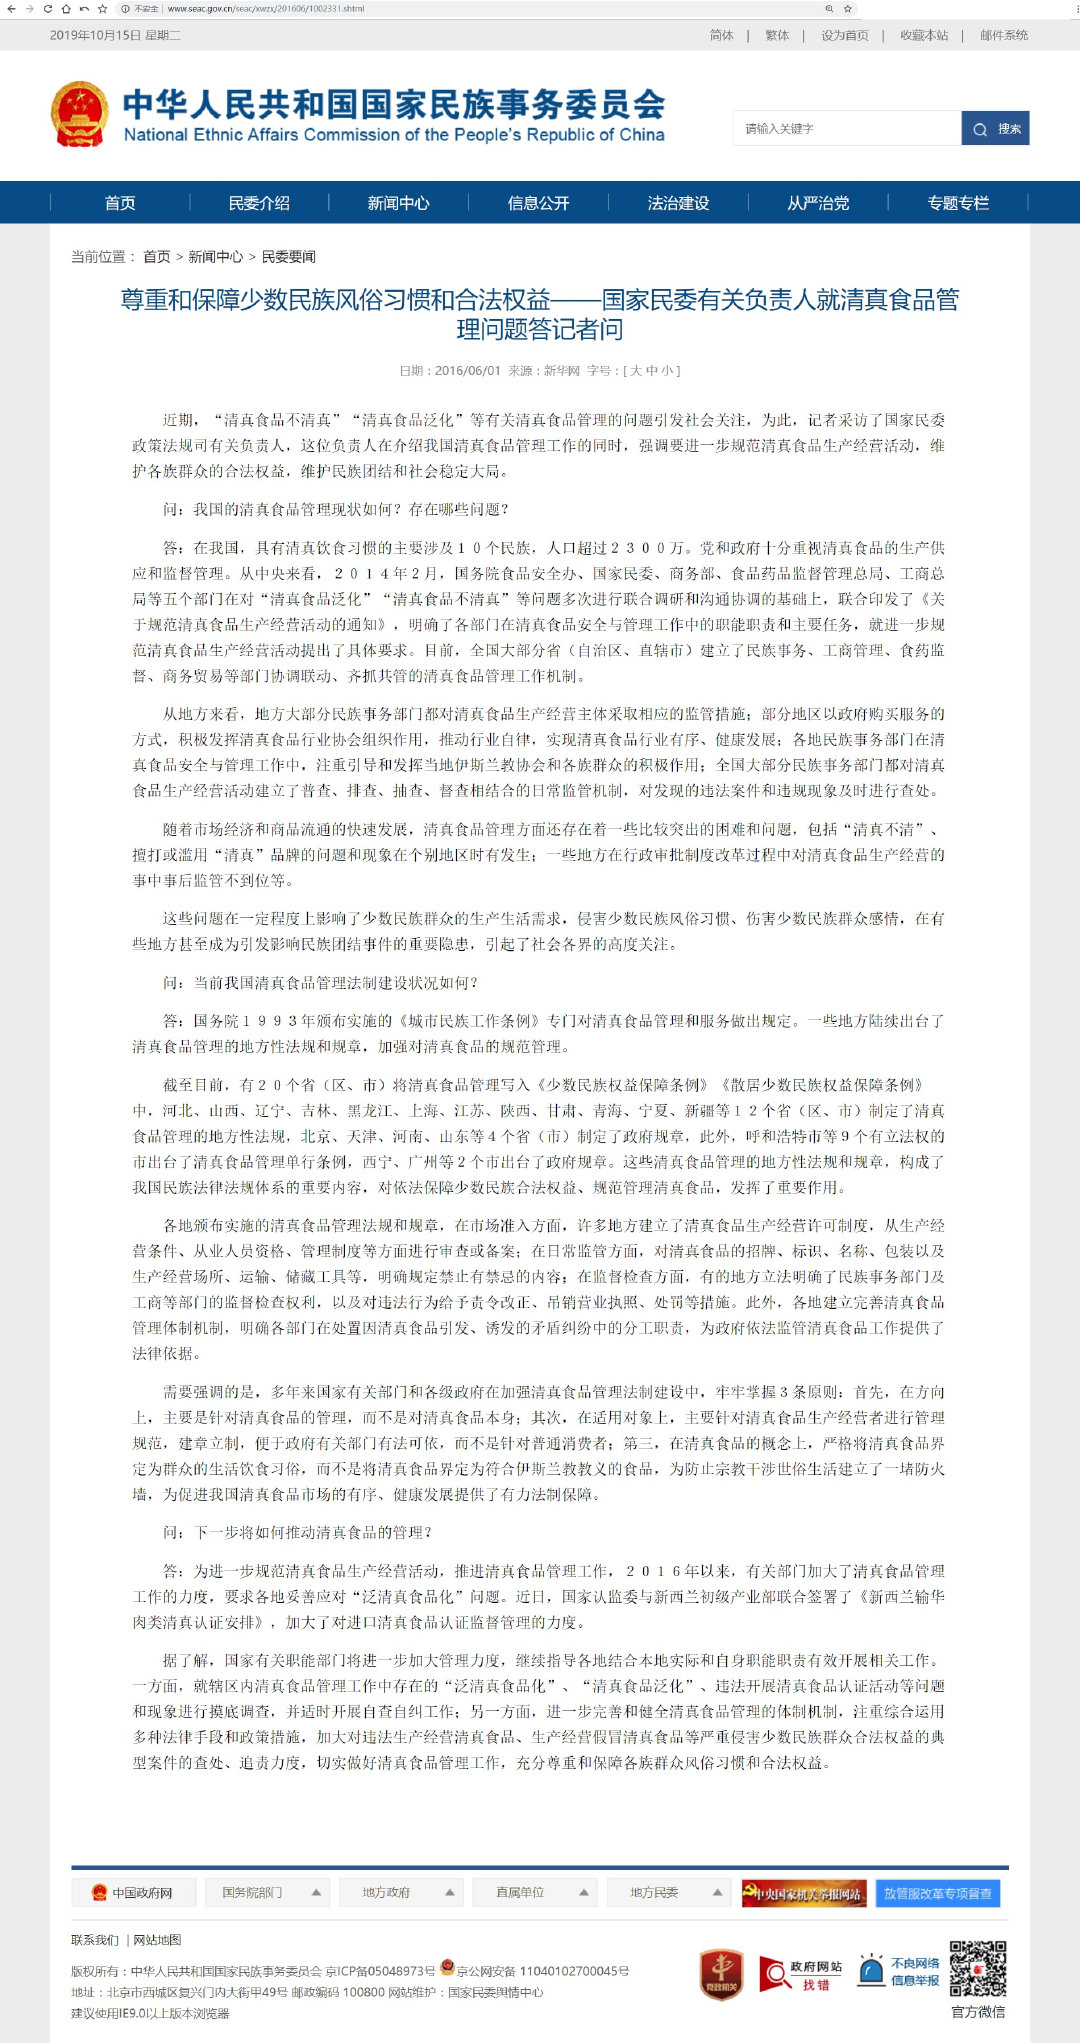 不安全 | www.seac.gov.cn/seac/xwzx/201606/1002331.shtml
2019年10月15日 星期二
简体 | 繁体 | 设为首页 | 收藏本站 | 邮件系统
中华人民共和国国家民族事务委员会
National Ethnic Affairs Commission of the People's Republic of China
请输入关键字
搜索
首页 民委介绍 新闻中心 信息公开 法治建设 从严治党 专题专栏
当前位置： 首页 > 新闻中心 > 民委要闻
尊重和保障少数民族风俗习惯和合法权益——国家民委有关负责人就清真食品管
理问题答记者问
日期：2016/06/01 来源：新华网 字号：[ 大 中 小 ]
近期，“清真食品不清真”“清真食品泛化”等有关清真食品管理的问题引发社会关注，为此，记者采访了国家民委
政策法规司有关负责人，这位负责人在介绍我国清真食品管理工作的同时，强调要进一步规范清真食品生产经营活动，维
护各族群众的合法权益，维护民族团结和社会稳定大局。
问：我国的清真食品管理现状如何？存在哪些问题？
答：在我国，具有清真饮食习惯的主要涉及１０个民族，人口超过２３００万。党和政府十分重视清真食品的生产供
应和监督管理。从中央来看，２０１４年２月，国务院食品安全办、国家民委、商务部、食品药品监督管理总局、工商总
局等五个部门在对“清真食品泛化”“清真食品不清真”等问题多次进行联合调研和沟通协调的基础上，联合印发了《关
于规范清真食品生产经营活动的通知》，明确了各部门在清真食品安全与管理工作中的职能职责和主要任务，就进一步规
范清真食品生产经营活动提出了具体要求。目前，全国大部分省（自治区、直辖市）建立了民族事务、工商管理、食药监
督、商务贸易等部门协调联动、齐抓共管的清真食品管理工作机制。
从地方来看，地方大部分民族事务部门都对清真食品生产经营主体采取相应的监管措施；部分地区以政府购买服务的
方式，积极发挥清真食品行业协会组织作用，推动行业自律，实现清真食品行业有序、健康发展；各地民族事务部门在清
真食品安全与管理工作中，注重引导和发挥当地伊斯兰教协会和各族群众的积极作用；全国大部分民族事务部门都对清真
食品生产经营活动建立了普查、排查、抽查、督查相结合的日常监管机制，对发现的违法案件和违规现象及时进行查处。
随着市场经济和商品流通的快速发展，清真食品管理方面还存在着一些比较突出的困难和问题，包括“清真不清”、
擅打或滥用“清真”品牌的问题和现象在个别地区时有发生；一些地方在行政审批制度改革过程中对清真食品生产经营的
事中事后监管不到位等。
这些问题在一定程度上影响了少数民族群众的生产生活需求，侵害少数民族风俗习惯、伤害少数民族群众感情，在有
些地方甚至成为引发影响民族团结事件的重要隐患，引起了社会各界的高度关注。
问：当前我国清真食品管理法制建设状况如何？
答：国务院１９９３年颁布实施的《城市民族工作条例》专门对清真食品管理和服务做出规定。一些地方陆续出台了
清真食品管理的地方性法规和规章，加强对清真食品的规范管理。
截至目前，有２０个省（区、市）将清真食品管理写入《少数民族权益保障条例》《散居少数民族权益保障条例》
中，河北、山西、辽宁、吉林、黑龙江、上海、江苏、陕西、甘肃、青海、宁夏、新疆等１２个省（区、市）制定了清真
食品管理的地方性法规，北京、天津、河南、山东等４个省（市）制定了政府规章，此外，呼和浩特市等９个有立法权的
市出台了清真食品管理单行条例，西宁、广州等２个市出台了政府规章。这些清真食品管理的地方性法规和规章，构成了
我国民族法律法规体系的重要内容，对依法保障少数民族合法权益、规范管理清真食品，发挥了重要作用。
各地颁布实施的清真食品管理法规和规章，在市场准入方面，许多地方建立了清真食品生产经营许可制度，从生产经
营条件、从业人员资格、管理制度等方面进行审查或备案；在日常监管方面，对清真食品的招牌、标识、名称、包装以及
生产经营场所、运输、储藏工具等，明确规定禁止有禁忌的内容；在监督检查方面，有的地方立法明确了民族事务部门及
工商等部门的监督检查权利，以及对违法行为给予责令改正、吊销营业执照、处罚等措施。此外，各地建立完善清真食品
管理体制机制，明确各部门在处置因清真食品引发、诱发的矛盾纠纷中的分工职责，为政府依法监管清真食品工作提供了
法律依据。
需要强调的是，多年来国家有关部门和各级政府在加强清真食品管理法制建设中，牢牢掌握３条原则：首先，在方向
上，主要是针对清真食品的管理，而不是对清真食品本身；其次，在适用对象上，主要针对清真食品生产经营者进行管理
规范，建章立制，便于政府有关部门有法可依，而不是针对普通消费者；第三，在清真食品的概念上，严格将清真食品界
定为群众的生活饮食习俗，而不是将清真食品界定为符合伊斯兰教教义的食品，为防止宗教干涉世俗生活建立了一堵防火
墙，为促进我国清真食品市场的有序、健康发展提供了有力法制保障。
问：下一步将如何推动清真食品的管理？
答：为进一步规范清真食品生产经营活动，推进清真食品管理工作，２０１６年以来，有关部门加大了清真食品管理
工作的力度，要求各地妥善应对“泛清真食品化”问题。近日，国家认监委与新西兰初级产业部联合签署了《新西兰输华
肉类清真认证安排》，加大了对进口清真食品认证监督管理的力度。
据了解，国家有关职能部门将进一步加大管理力度，继续指导各地结合本地实际和自身职能职责有效开展相关工作。
一方面，就辖区内清真食品管理工作中存在的“泛清真食品化”、“清真食品泛化”、违法开展清真食品认证活动等问题
和现象进行摸底调查，并适时开展自查自纠工作；另一方面，进一步完善和健全清真食品管理的体制机制，注重综合运用
多种法律手段和政策措施，加大对违法生产经营清真食品、生产经营假冒清真食品等严重侵害少数民族群众合法权益的典
型案件的查处、追责力度，切实做好清真食品管理工作，充分尊重和保障各族群众风俗习惯和合法权益。
中国政府网 国务院部门 地方政府 直属单位 地方民委 中央国家机关举报网站 放管服改革专项督查
联系我们 | 网站地图
版权所有：中华人民共和国国家民族事务委员会 京ICP备05048973号 京公网安备 11040102700045号
地址：北京市西城区复兴门内大街甲49号 邮政编码 100800 网站维护：国家民委舆情中心
建议使用IE9.0以上版本浏览器
党政机关
政府网站
找错
不良网络
信息举报
官方微信